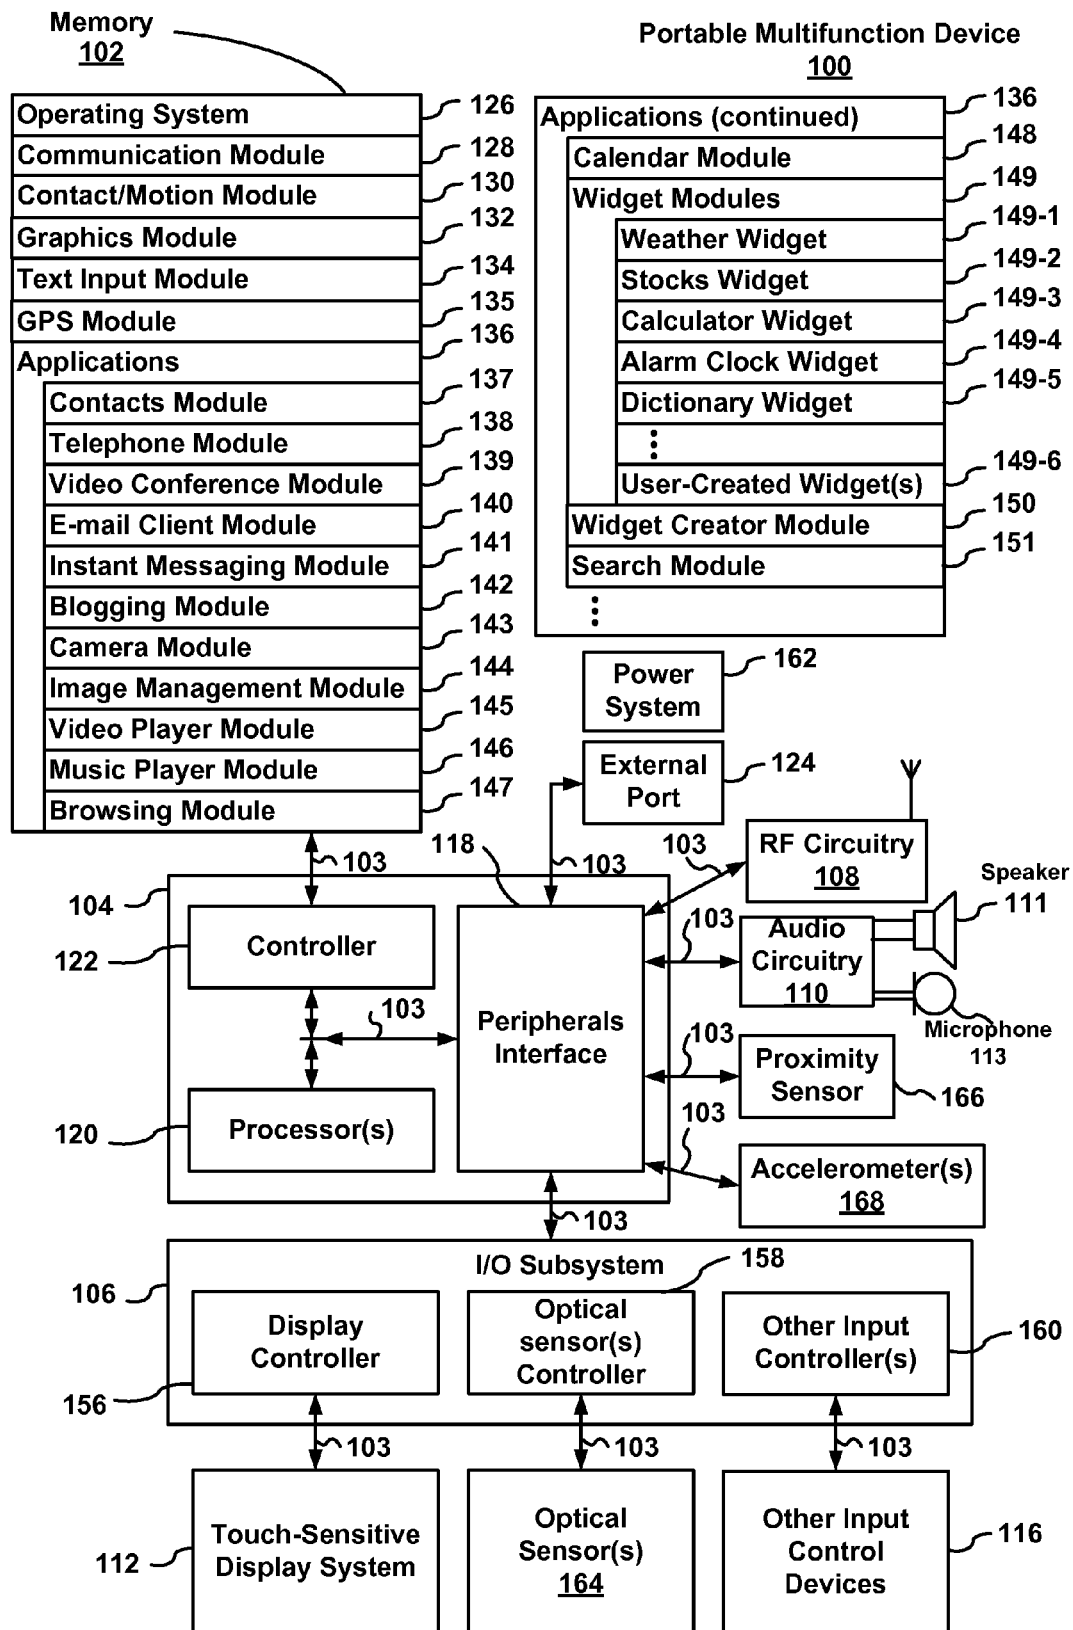 Memory
102
Portable Multifunction Device
100
Operating System
126
Communication Module
128
Contact/Motion Module
130
Graphics Module
132
Text Input Module
134
GPS Module
135
Applications
136
Contacts Module
137
Telephone Module
138
Video Conference Module
139
E-mail Client Module
140
Instant Messaging Module
141
Blogging Module
142
Camera Module
143
Image Management Module
144
Video Player Module
145
Music Player Module
146
Browsing Module
147
Applications (continued)
136
Calendar Module
148
Widget Modules
149
Weather Widget
149-1
Stocks Widget
149-2
Calculator Widget
149-3
Alarm Clock Widget
149-4
Dictionary Widget
149-5
User-Created Widget(s)
149-6
Widget Creator Module
150
Search Module
151
Power
System
162
External
Port
124
103
118
103
103
RF Circuitry
108
Speaker
111
104
122
Controller
103
Audio
Circuitry
110
103
Peripherals
Interface
Microphone
113
103
Proximity
Sensor
166
120
Processor(s)
103
Accelerometer(s)
168
103
I/O Subsystem
158
106
Display
Controller
156
Optical
sensor(s)
Controller
Other Input
Controller(s)
160
103
103
103
112
Touch-Sensitive
Display System
Optical
Sensor(s)
164
Other Input
Control
Devices
116